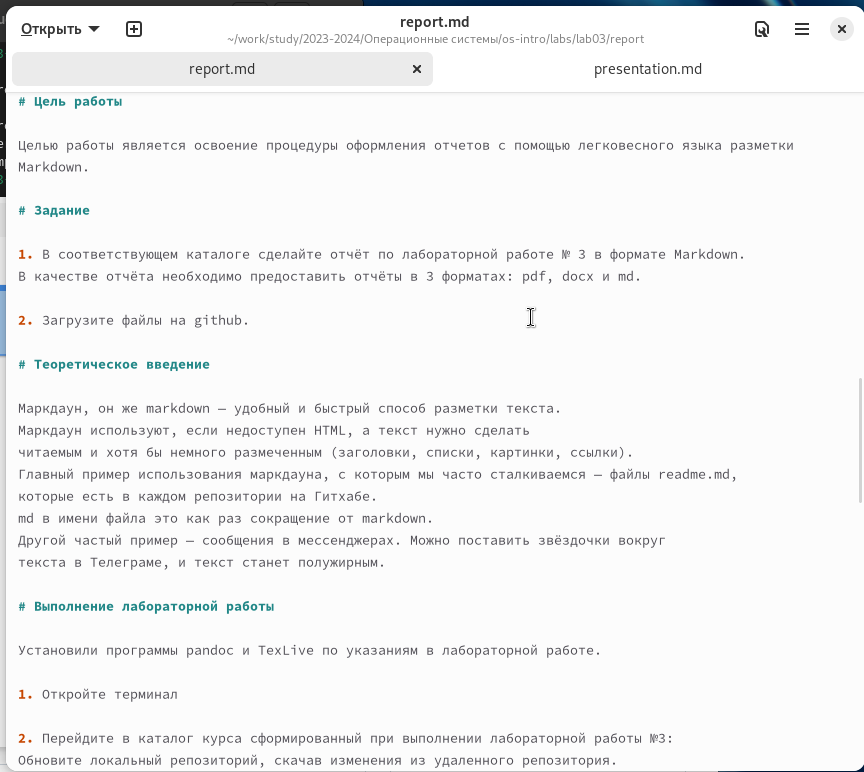 Открыть
report.md
~/work/study/2023-2024/Операционные системы/os-intro/labs/lab03/report
report.md
presentation.md
# Цель работы
Целью работы является освоение процедуры оформления отчетов с помощью легковесного языка разметки
Markdown.
# Задание
1. В соответствующем каталоге сделайте отчёт по лабораторной работе № 3 в формате Markdown.
В качестве отчёта необходимо предоставить отчёты в 3 форматах: pdf, docx и md.
2. Загрузите файлы на github.
# Теоретическое введение
Маркдаун, он же markdown — удобный и быстрый способ разметки текста.
Маркдаун используют, если недоступен HTML, а текст нужно сделать
читаемым и хотя бы немного размеченным (заголовки, списки, картинки, ссылки).
Главный пример использования маркдауна, с которым мы часто сталкиваемся — файлы readme.md,
которые есть в каждом репозитории на Гитхабе.
md в имени файла это как раз сокращение от markdown.
Другой частый пример — сообщения в мессенджерах. Можно поставить звёздочки вокруг
текста в Телеграме, и текст станет полужирным.
# Выполнение лабораторной работы
Установили программы pandoc и TexLive по указаниям в лабораторной работе.
1. Откройте терминал
2. Перейдите в каталог курса сформированный при выполнении лабораторной работы №3:
Обновите локальный репозиторий, скачав изменения из удаленного репозитория.